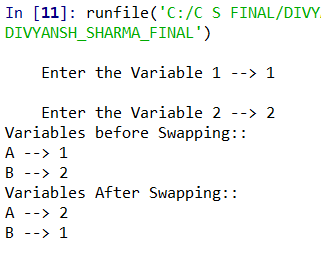 In [11]: runfile('C:/C S FINAL/DIVY
DIVYANSH_SHARMA_FINAL')
Enter the Variable 1 --> 1
Enter the Variable 2 --> 2
Variables before Swapping::
A --> 1
B --> 2
Variables After Swapping::
A --> 2
B --> 1